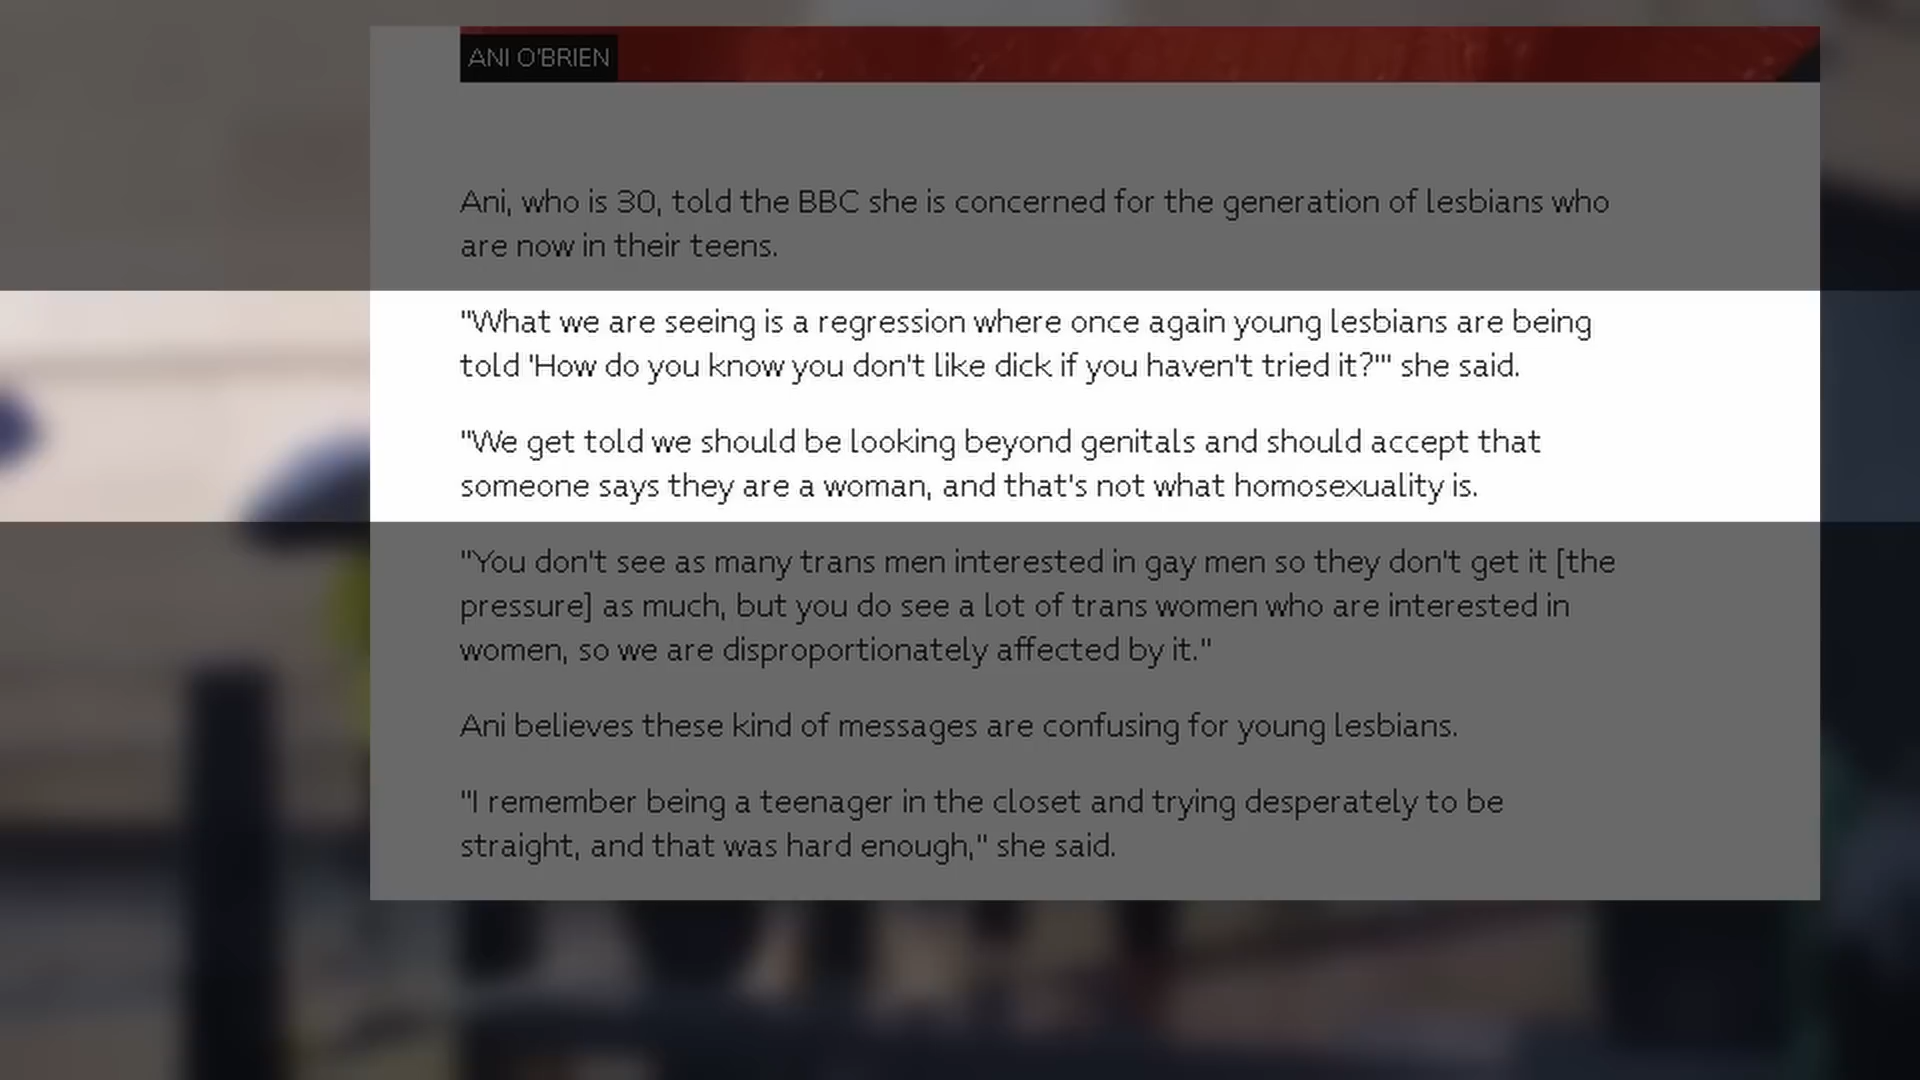 ANI O'BRIEN
Ani, who is 30, told the BBC she is concerned for the generation of lesbians who
are now in their teens.
"What we are seeing is a regression where once again young lesbians are being
told 'How do you know you don't like dick if you haven't tried it?'" she said.
"We get told we should be looking beyond genitals and should accept that
someone says they are a woman, and that's not what homosexuality is.
"You don't see as many trans men interested in gay men so they don't get it [the
pressure] as much, but you do see a lot of trans women who are interested in
women, so we are disproportionately affected by it."
Ani believes these kind of messages are confusing for young lesbians.
"I remember being a teenager in the closet and trying desperately to be
straight, and that was hard enough," she said.